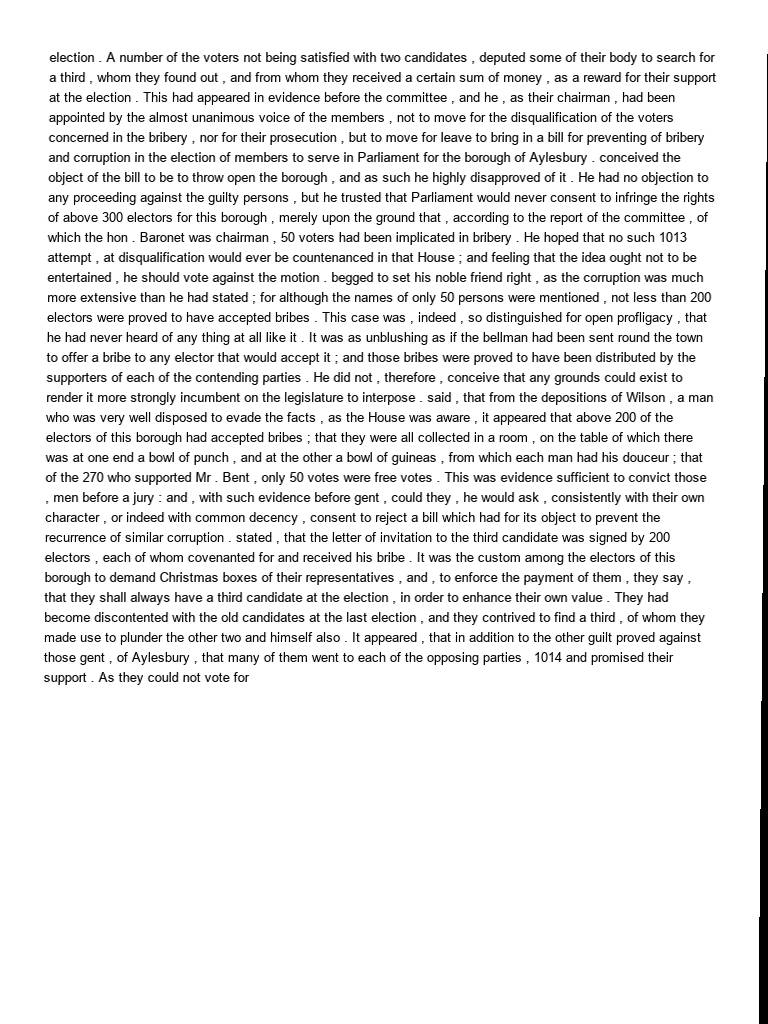 election . A number of the voters not being satisfied with two candidates , deputed some of their body to search for
a third , whom they found out , and from whom they received a certain sum of money , as a reward for their support
at the election . This had appeared in evidence before the committee , and he , as their chairman , had been
appointed by the almost unanimous voice of the members , not to move for the disqualification of the voters
concerned in the bribery , nor for their prosecution , but to move for leave to bring in a bill for preventing of bribery
and corruption in the election of members to serve in Parliament for the borough of Aylesbury . conceived the
object of the bill to be to throw open the borough , and as such he highly disapproved of it . He had no objection to
any proceeding against the guilty persons , but he trusted that Parliament would never consent to infringe the rights
of above 300 electors for this borough , merely upon the ground that , according to the report of the committee , of
which the hon . Baronet was chairman , 50 voters had been implicated in bribery . He hoped that no such 1013
attempt , at disqualification would ever be countenanced in that House ; and feeling that the idea ought not to be
entertained , he should vote against the motion . begged to set his noble friend right , as the corruption was much
more extensive than he had stated ; for although the names of only 50 persons were mentioned , not less than 200
electors were proved to have accepted bribes . This case was , indeed , so distinguished for open profligacy , that
he had never heard of any thing at all like it . It was as unblushing as if the bellman had been sent round the town
to offer a bribe to any elector that would accept it ; and those bribes were proved to have been distributed by the
supporters of each of the contending parties . He did not , therefore , conceive that any grounds could exist to
render it more strongly incumbent on the legislature to interpose . said , that from the depositions of Wilson , a man
who was very well disposed to evade the facts , as the House was aware , it appeared that above 200 of the
electors of this borough had accepted bribes ; that they were all collected in a room , on the table of which there
was at one end a bowl of punch , and at the other a bowl of guineas , from which each man had his douceur ; that
of the 270 who supported Mr . Bent , only 50 votes were free votes . This was evidence sufficient to convict those
, men before a jury : and , with such evidence before gent , could they , he would ask , consistently with their own
character , or indeed with common decency , consent to reject a bill which had for its object to prevent the
recurrence of similar corruption . stated , that the letter of invitation to the third candidate was signed by 200
electors , each of whom covenanted for and received his bribe . It was the custom among the electors of this
borough to demand Christmas boxes of their representatives , and , to enforce the payment of them , they say ,
that they shall always have a third candidate at the election , in order to enhance their own value . They had
become discontented with the old candidates at the last election , and they contrived to find a third , of whom they
made use to plunder the other two and himself also . It appeared , that in addition to the other guilt proved against
those gent , of Aylesbury , that many of them went to each of the opposing parties , 1014 and promised their
support . As they could not vote for